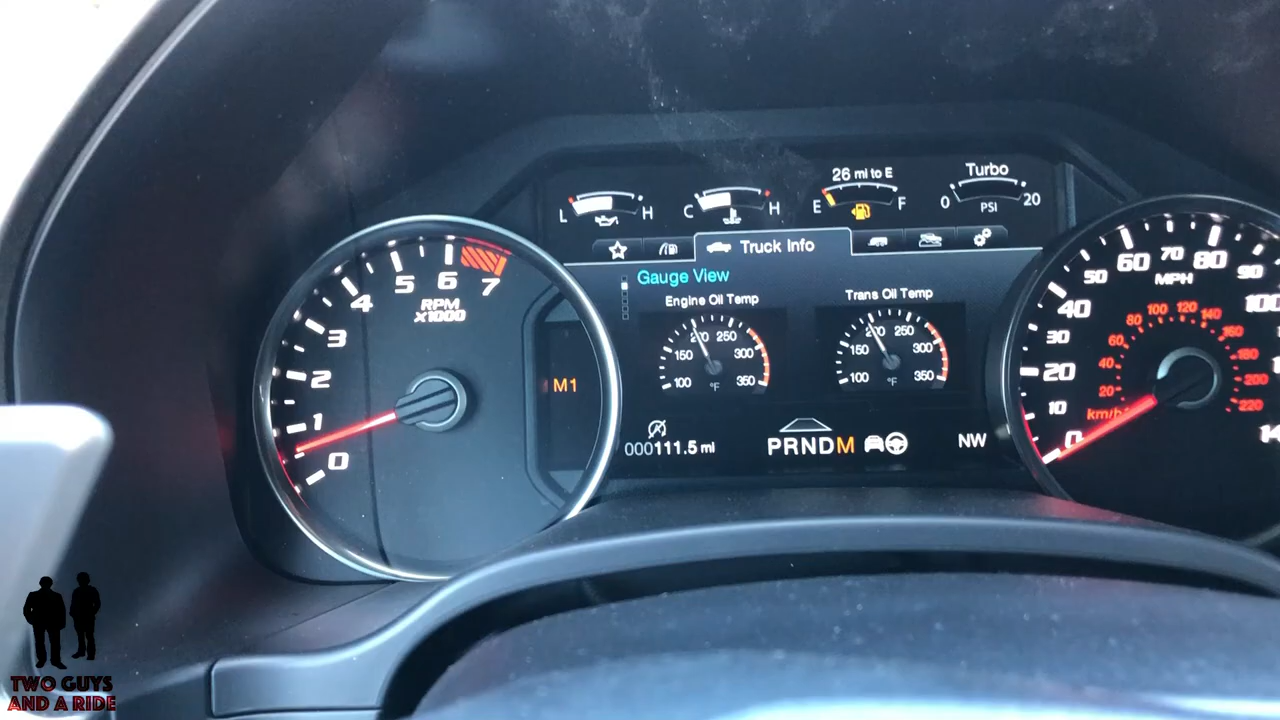 26 mi to E
Turbo
L H
C H
E F
0 20
PSI
Truck Info
Gauge View
Engine Oil Temp
100 150 200 250 300 350
°F
Trans Oil Temp
100 150 200 250 300 350
°F
0 1 2 3 4 5 6 7
RPM
x1000
M1
000111.5 mi
PRNDM
NW
0 10 20 30 40 50 60 70 80 90 100
MPH
20 40 60 80 100 120 140 160 180 200 220
km/h
TWO GUYS
AND A RIDE